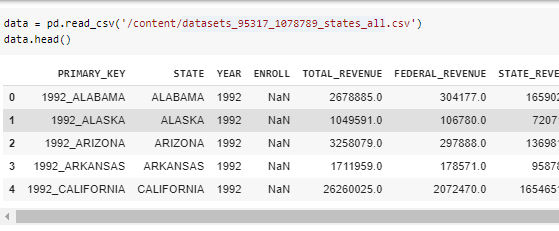 data = pd.read_csv('/content/datasets_95317_1078789_states_all.csv')
data.head()
PRIMARY_KEY STATE YEAR ENROLL TOTAL_REVENUE FEDERAL_REVENUE STATE_REVE
0 1992_ALABAMA ALABAMA 1992 NaN 2678885.0 304177.0 165902
1 1992_ALASKA ALASKA 1992 NaN 1049591.0 106780.0 7207
2 1992_ARIZONA ARIZONA 1992 NaN 3258079.0 297888.0 136981
3 1992_ARKANSAS ARKANSAS 1992 NaN 1711959.0 178571.0 95878
4 1992_CALIFORNIA CALIFORNIA 1992 NaN 26260025.0 2072470.0 165465